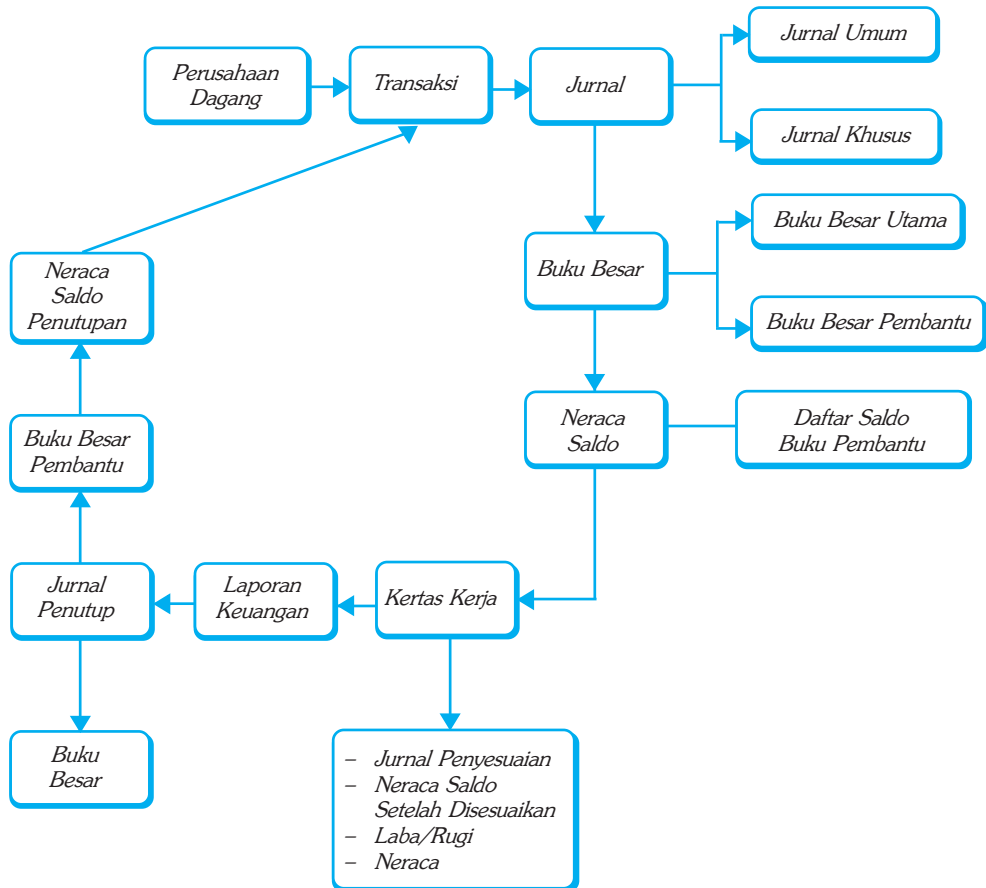 Perusahaan
Dagang
Transaksi
Jurnal
Jurnal Umum
Jurnal Khusus
Buku Besar
Buku Besar Utama
Buku Besar Pembantu
Neraca
Saldo
Penutupan
Neraca
Saldo
Daftar Saldo
Buku Pembantu
Buku Besar
Pembantu
Jurnal
Penutup
Laporan
Keuangan
Kertas Kerja
Buku
Besar
– Jurnal Penyesuaian
– Neraca Saldo
Setelah Disesuaikan
– Laba/Rugi
– Neraca